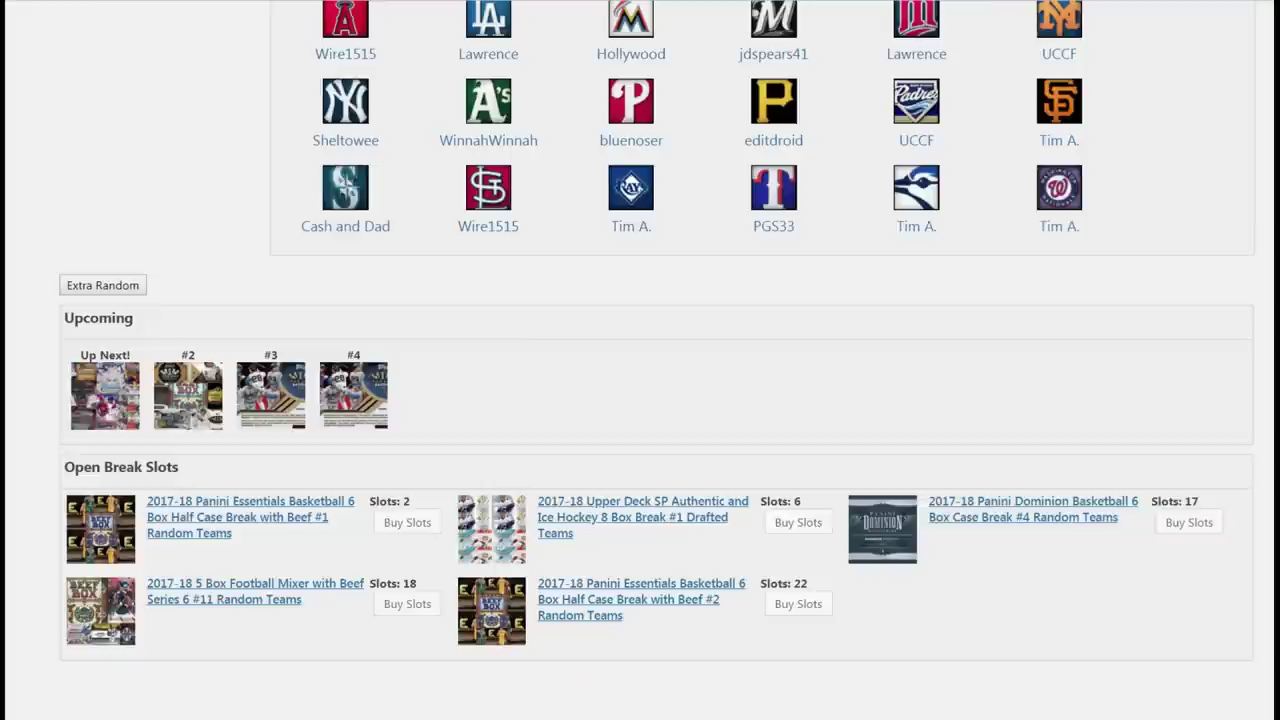 Wire1515 Lawrence Hollywood jdspears41 Lawrence UCCF
Sheltowee WinnahWinnah bluenoser editdroid UCCF Tim A.
Cash and Dad Wire1515 Tim A. PGS33 Tim A. Tim A.
Extra Random
Upcoming
Up Next! #2 #3 #4
Open Break Slots
2017-18 Panini Essentials Basketball 6
Box Half Case Break with Beef #1
Random Teams
Slots: 2
Buy Slots
2017-18 Upper Deck SP Authentic and
Ice Hockey 8 Box Break #1 Drafted
Teams
Slots: 6
Buy Slots
PANINI
DOMINION
2017-18 Panini Dominion Basketball 6
Box Case Break #4 Random Teams
Slots: 17
Buy Slots
2017-18 5 Box Football Mixer with Beef
Series 6 #11 Random Teams
Slots: 18
Buy Slots
2017-18 Panini Essentials Basketball 6
Box Half Case Break with Beef #2
Random Teams
Slots: 22
Buy Slots